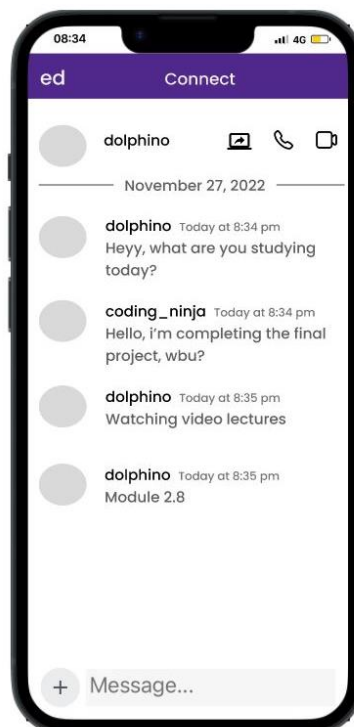 08:34 4G
ed Connect
dolphino
November 27, 2022
dolphino Today at 8:34 pm
Heyy, what are you studying
today?
coding_ninja Today at 8:34 pm
Hello, i'm completing the final
project, wbu?
dolphino Today at 8:35 pm
Watching video lectures
dolphino Today at 8:35 pm
Module 2.8
+ Message...